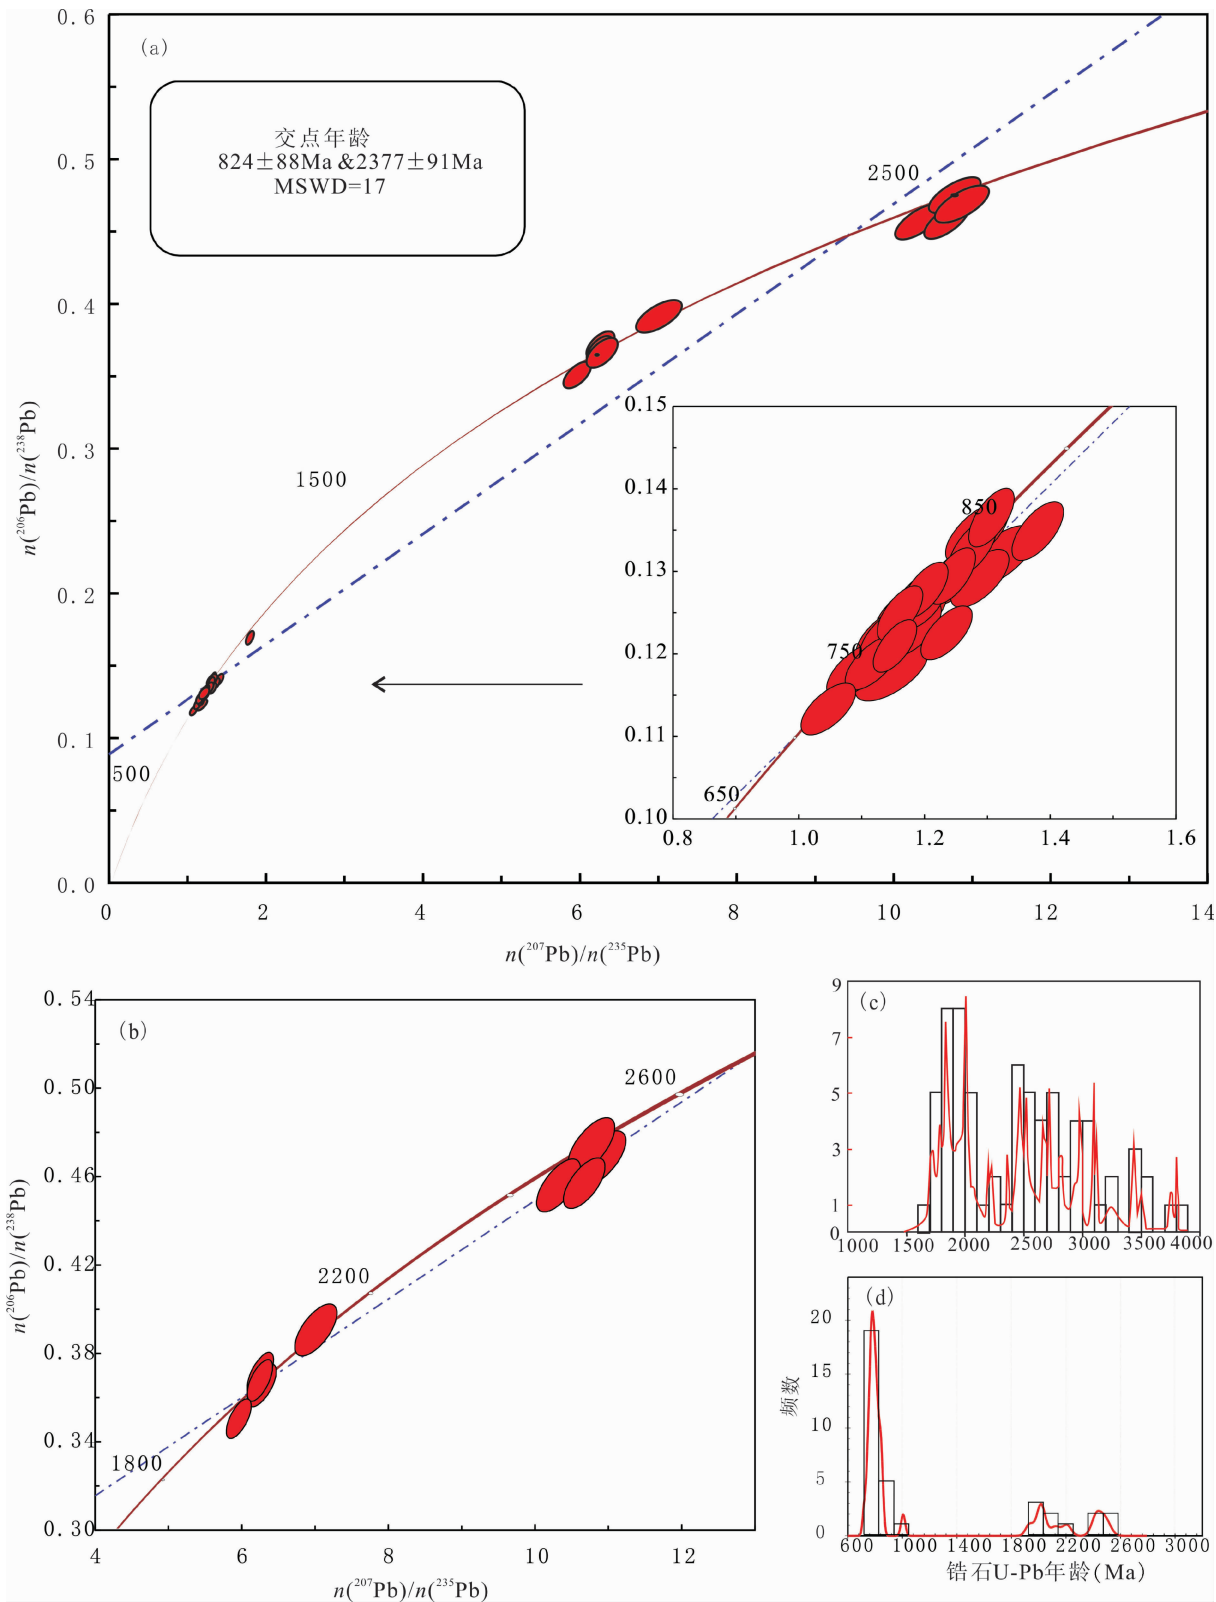 (a)
0.6
0.5
0.4
0.3
0.2
0.1
0.0
n(²⁰⁶Pb)/n(²³⁸Pb)
交点年龄
824±88Ma &2377±91Ma
MSWD=17
2500
1500
500
0.15
0.14
0.13
0.12
0.11
0.10
850
750
650
0.8 1.0 1.2 1.4 1.6
0 2 4 6 8 10 12 14
n(²⁰⁷Pb)/n(²³⁵Pb)
(b)
0.54
0.50
0.46
0.42
0.38
0.34
0.30
n(²⁰⁶Pb)/n(²³⁸Pb)
2600
2200
1800
4 6 8 10 12
n(²⁰⁷Pb)/n(²³⁵Pb)
(c)
9
7
5
3
1
0
1000 1500 2000 2500 3000 3500 4000
(d)
20
15
10
5
0
频数
600 1000 1400 1800 2200 2600 3000
锆石U-Pb年龄(Ma)